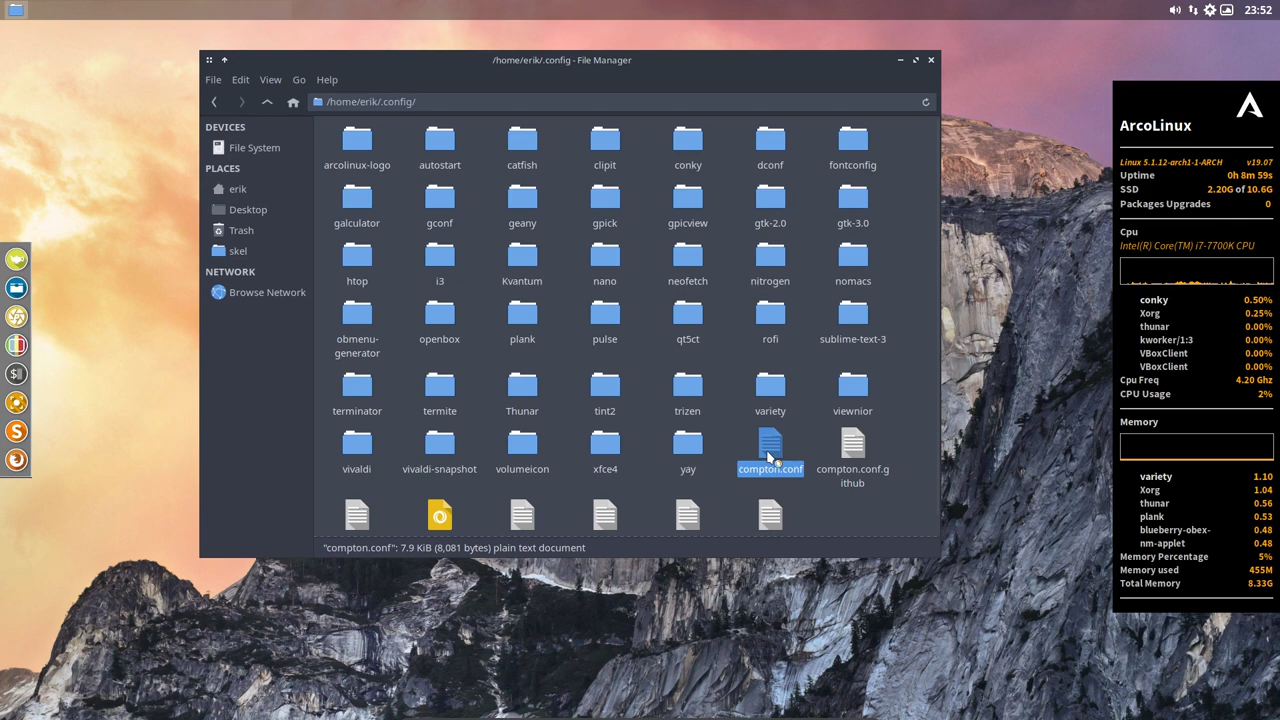 23:52
/home/erik/.config - File Manager
File Edit View Go Help
/home/erik/.config/
DEVICES
File System
PLACES
erik
Desktop
Trash
skel
NETWORK
Browse Network
arcolinux-logo autostart catfish clipit conky dconf fontconfig
galculator gconf geany gpick gpicview gtk-2.0 gtk-3.0
htop i3 Kvantum nano neofetch nitrogen nomacs
obmenu-generator openbox plank pulse qt5ct rofi sublime-text-3
terminator termite Thunar tint2 trizen variety viewnior
vivaldi vivaldi-snapshot volumeicon xfce4 yay compton.conf compton.conf.github
"compton.conf": 7.9 KiB (8,081 bytes) plain text document
ArcoLinux
Linux 5.1.12-arch1-1-ARCH v19.07
Uptime 0h 8m 59s
SSD 2.20G of 10.6G
Packages Upgrades 0
Cpu
Intel(R) Core(TM) i7-7700K CPU
conky 0.50%
Xorg 0.25%
thunar 0.00%
kworker/1:3 0.00%
VBoxClient 0.00%
VBoxClient 0.00%
Cpu Freq 4.20 Ghz
CPU Usage 2%
Memory
variety 1.10
Xorg 1.04
thunar 0.56
plank 0.53
blueberry-obex- 0.48
nm-applet 0.48
Memory Percentage 5%
Memory used 455M
Total Memory 8.33G